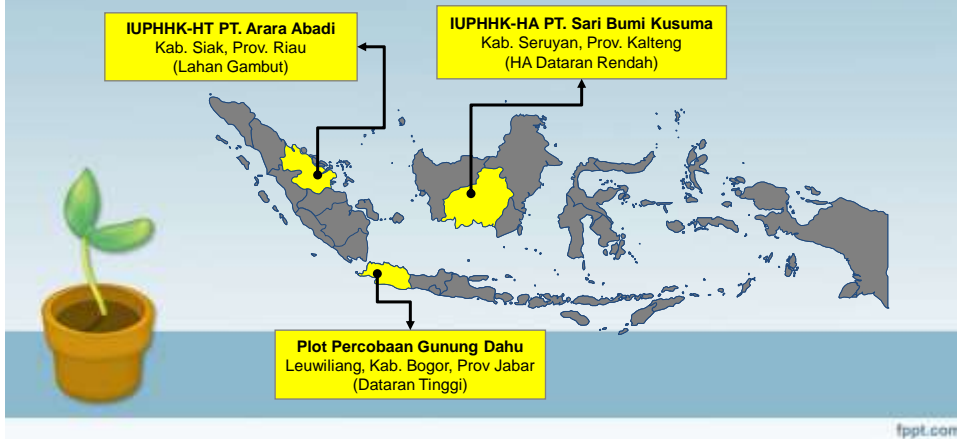 IUPHHK-HT PT. Arara Abadi
Kab. Siak, Prov. Riau
(Lahan Gambut)
IUPHHK-HA PT. Sari Bumi Kusuma
Kab. Seruyan, Prov. Kalteng
(HA Dataran Rendah)
Plot Percobaan Gunung Dahu
Leuwiliang, Kab. Bogor, Prov Jabar
(Dataran Tinggi)
fppt.com